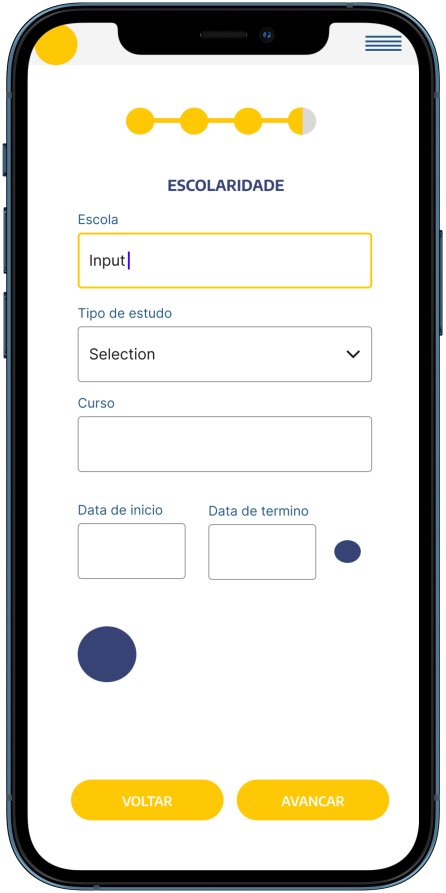 ESCOLARIDADE
Escola
Input
Tipo de estudo
Selection
Curso
Data de inicio Data de termino
VOLTAR AVANCAR